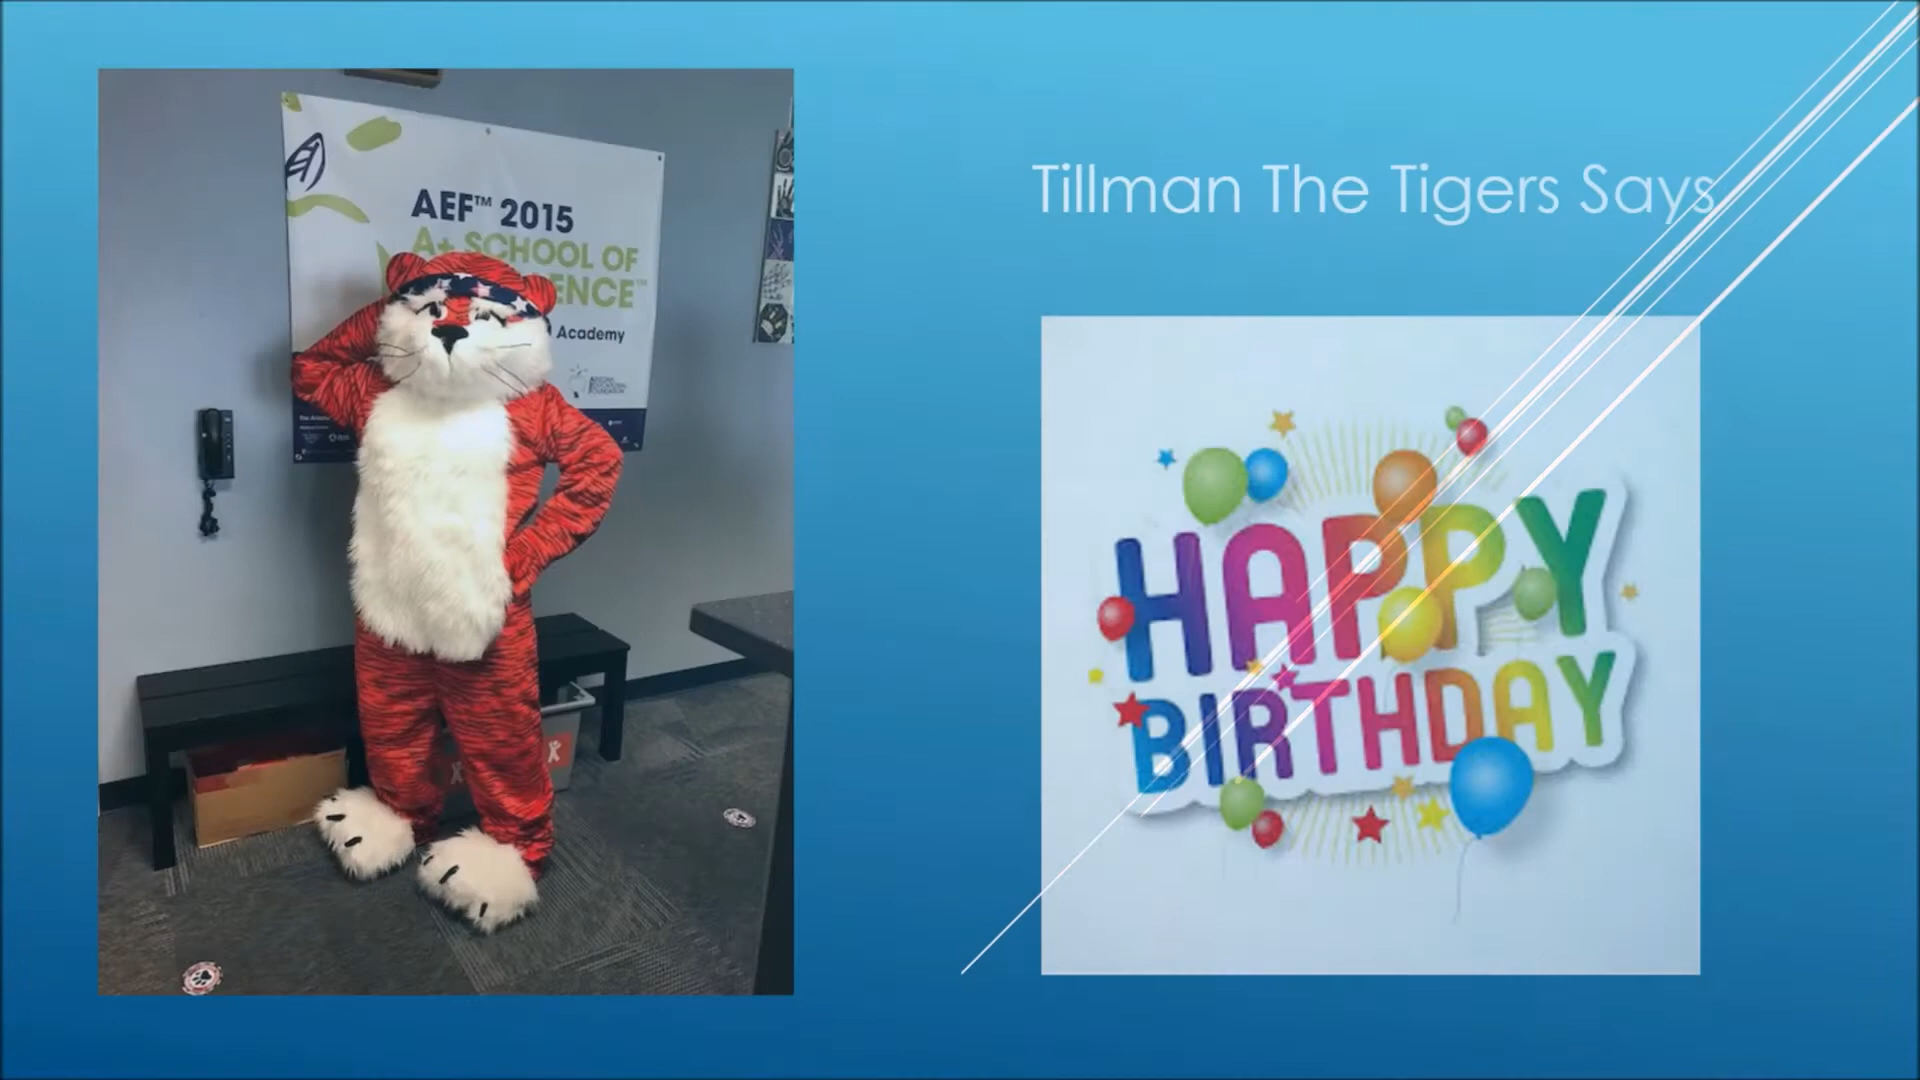 AEF™ 2015
A+ SCHOOL OF
ENCE™
Academy
Tillman The Tigers Says
HAPPY
BIRTHDAY